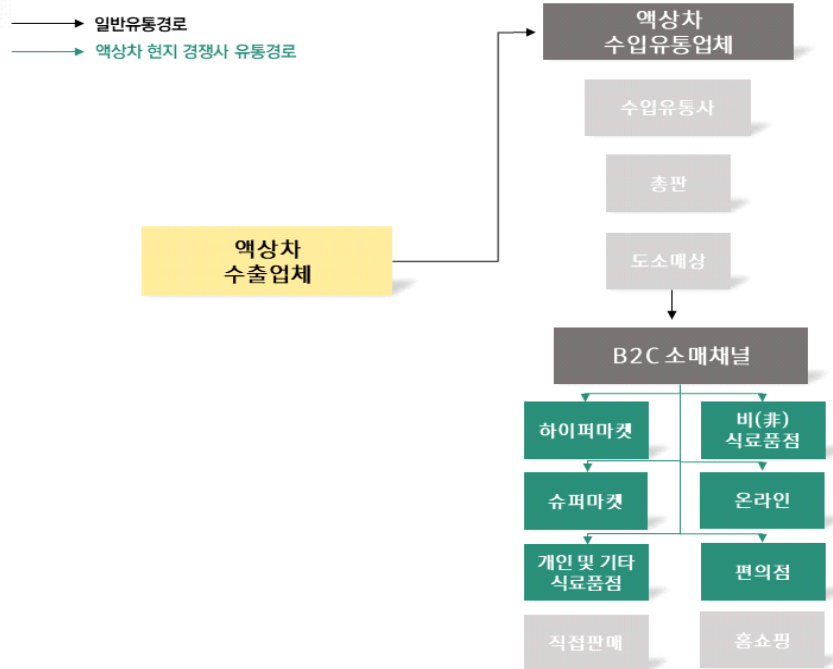 일반유통경로
액상차 현지 경쟁사 유통경로
액상차
수입유통업체
수입유통사
총판
도소매상
액상차
수출업체
B2C 소매채널
하이퍼마켓
비(非)
식료품점
슈퍼마켓
온라인
개인 및 기타
식료품점
편의점
직접판매
홈쇼핑